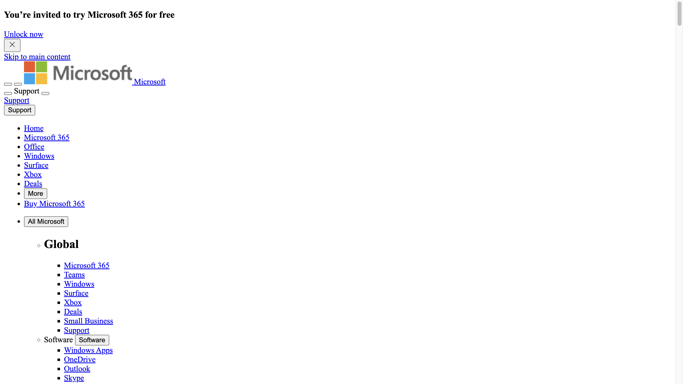 You're invited to try Microsoft 365 for free
Unlock now
Skip to main content
Microsoft Microsoft
Support
Support
Support
Home
Microsoft 365
Office
Windows
Surface
Xbox
Deals
More
Buy Microsoft 365
All Microsoft
Global
Microsoft 365
Teams
Windows
Surface
Xbox
Deals
Small Business
Support
Software Software
Windows Apps
OneDrive
Outlook
Skype